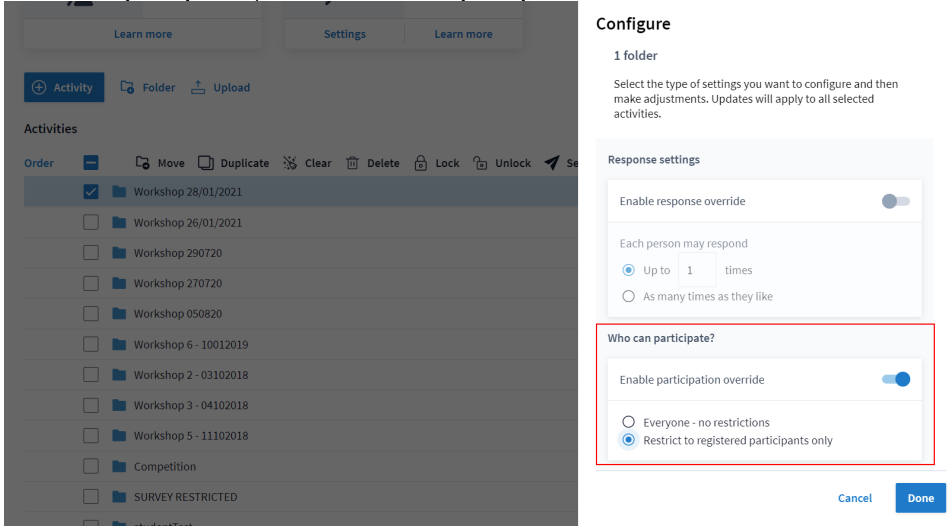 Learn more
Settings
Learn more
Activity
Folder
Upload
Activities
Order
Move
Duplicate
Clear
Delete
Lock
Unlock
Workshop 28/01/2021
Workshop 26/01/2021
Workshop 290720
Workshop 270720
Workshop 050820
Workshop 6 - 10012019
Workshop 2 - 03102018
Workshop 3 - 04102018
Workshop 5 - 11102018
Competition
SURVEY RESTRICTED
Configure
1 folder
Select the type of settings you want to configure and then
make adjustments. Updates will apply to all selected
activities.
Response settings
Enable response override
Each person may respond
Up to 1 times
As many times as they like
Who can participate?
Enable participation override
Everyone - no restrictions
Restrict to registered participants only
Cancel
Done